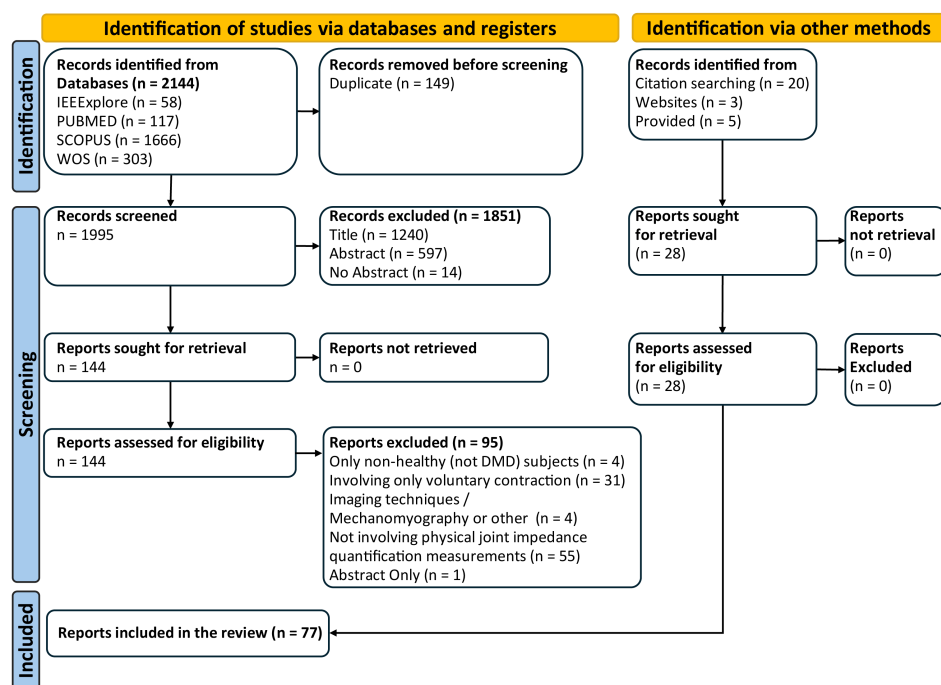 Identification of studies via databases and registers
Identification via other methods
Identification
Records identified from
Databases (n = 2144)
IEEExplore (n = 58)
PUBMED (n = 117)
SCOPUS (n = 1666)
WOS (n = 303)
Records removed before screening
Duplicate (n = 149)
Records identified from
Citation searching (n = 20)
Websites (n = 3)
Provided (n = 5)
Screening
Records screened
n = 1995
Records excluded (n = 1851)
Title (n = 1240)
Abstract (n = 597)
No Abstract (n = 14)
Reports sought
for retrieval
(n = 28)
Reports
not retrieval
(n = 0)
Reports sought for retrieval
n = 144
Reports not retrieved
n = 0
Reports assessed
for eligibility
(n = 28)
Reports
Excluded
(n = 0)
Reports assessed for eligibility
n = 144
Reports excluded (n = 95)
Only non-healthy (not DMD) subjects (n = 4)
Involving only voluntary contraction (n = 31)
Imaging techniques /
Mechanomyography or other (n = 4)
Not involving physical joint impedance
quantification measurements (n = 55)
Abstract Only (n = 1)
Included
Reports included in the review (n = 77)